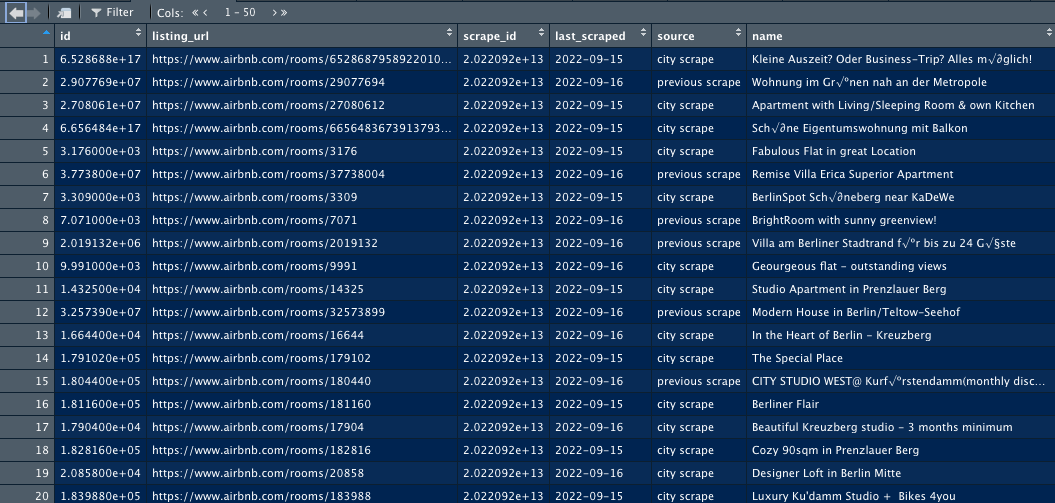 Filter Cols: « < 1 - 50 > »
id listing_url scrape_id last_scraped source name
1 6.528688e+17 https://www.airbnb.com/rooms/6528687958922010... 2.022092e+13 2022-09-15 city scrape Kleine Auszeit? Oder Business-Trip? Alles m√∂glich!
2 2.907769e+07 https://www.airbnb.com/rooms/29077694 2.022092e+13 2022-09-16 previous scrape Wohnung im Gr√ºnen nah an der Metropole
3 2.708061e+07 https://www.airbnb.com/rooms/27080612 2.022092e+13 2022-09-15 city scrape Apartment with Living/Sleeping Room & own Kitchen
4 6.656484e+17 https://www.airbnb.com/rooms/6656483673913793... 2.022092e+13 2022-09-15 city scrape Sch√∂ne Eigentumswohnung mit Balkon
5 3.176000e+03 https://www.airbnb.com/rooms/3176 2.022092e+13 2022-09-15 city scrape Fabulous Flat in great Location
6 3.773800e+07 https://www.airbnb.com/rooms/37738004 2.022092e+13 2022-09-16 previous scrape Remise Villa Erica Superior Apartment
7 3.309000e+03 https://www.airbnb.com/rooms/3309 2.022092e+13 2022-09-15 city scrape BerlinSpot Sch√∂neberg near KaDeWe
8 7.071000e+03 https://www.airbnb.com/rooms/7071 2.022092e+13 2022-09-16 previous scrape BrightRoom with sunny greenview!
9 2.019132e+06 https://www.airbnb.com/rooms/2019132 2.022092e+13 2022-09-16 previous scrape Villa am Berliner Stadtrand f√ºr bis zu 24 G√§ste
10 9.991000e+03 https://www.airbnb.com/rooms/9991 2.022092e+13 2022-09-16 city scrape Geourgeous flat - outstanding views
11 1.432500e+04 https://www.airbnb.com/rooms/14325 2.022092e+13 2022-09-15 city scrape Studio Apartment in Prenzlauer Berg
12 3.257390e+07 https://www.airbnb.com/rooms/32573899 2.022092e+13 2022-09-16 previous scrape Modern House in Berlin/Teltow-Seehof
13 1.664400e+04 https://www.airbnb.com/rooms/16644 2.022092e+13 2022-09-16 city scrape In the Heart of Berlin - Kreuzberg
14 1.791020e+05 https://www.airbnb.com/rooms/179102 2.022092e+13 2022-09-15 city scrape The Special Place
15 1.804400e+05 https://www.airbnb.com/rooms/180440 2.022092e+13 2022-09-16 previous scrape CITY STUDIO WEST@ Kurf√ºrstendamm(monthly disc...
16 1.811600e+05 https://www.airbnb.com/rooms/181160 2.022092e+13 2022-09-15 city scrape Berliner Flair
17 1.790400e+04 https://www.airbnb.com/rooms/17904 2.022092e+13 2022-09-16 city scrape Beautiful Kreuzberg studio - 3 months minimum
18 1.828160e+05 https://www.airbnb.com/rooms/182816 2.022092e+13 2022-09-15 city scrape Cozy 90sqm in Prenzlauer Berg
19 2.085800e+04 https://www.airbnb.com/rooms/20858 2.022092e+13 2022-09-16 city scrape Designer Loft in Berlin Mitte
20 1.839880e+05 https://www.airbnb.com/rooms/183988 2.022092e+13 2022-09-15 city scrape Luxury Ku'damm Studio + Bikes 4you